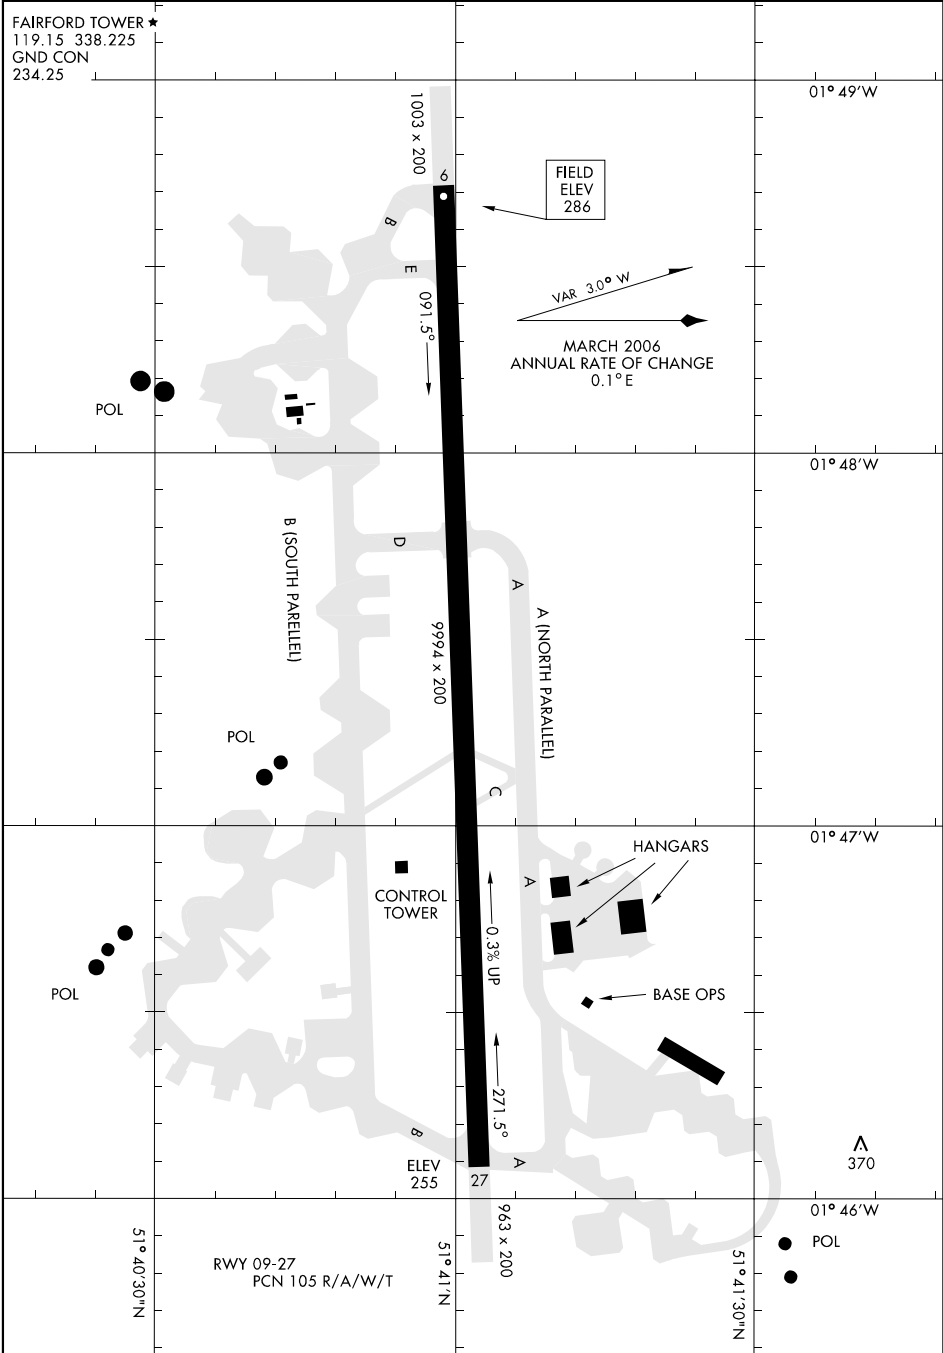 FAIRFORD TOWER ★
119.15 338.225
GND CON
234.25
01° 49'W
1003 x 200
9
FIELD
ELEV
286
B
E
091.5°
VAR 3.0° W
MARCH 2006
ANNUAL RATE OF CHANGE
0.1° E
POL
01° 48'W
B (SOUTH PARELLEL)
D
A
A (NORTH PARALLEL)
9994 x 200
POL
C
01° 47'W
HANGARS
A
CONTROL
TOWER
0.3% UP
POL
BASE OPS
271.5°
B
A
ELEV
255
27
370
01° 46'W
963 x 200
POL
RWY 09-27
PCN 105 R/A/W/T
51° 40'30"N
51° 41'N
51° 41'30"N